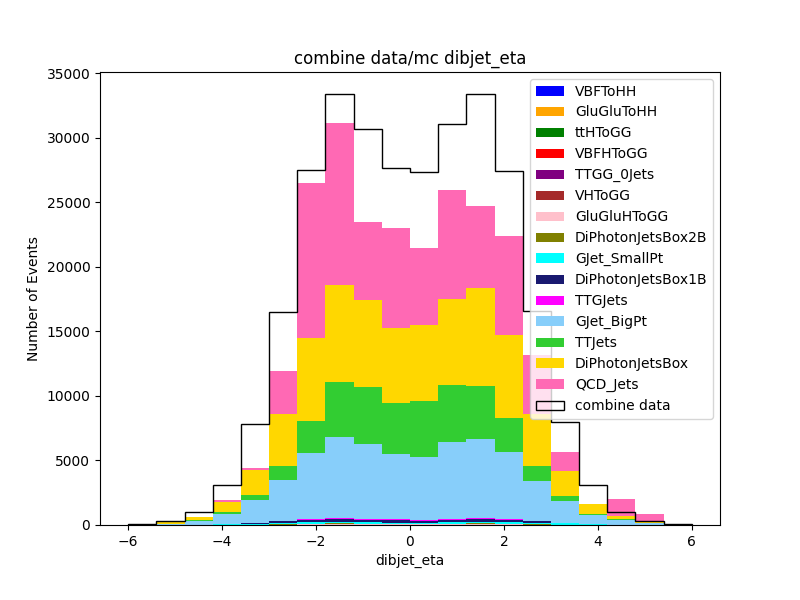 combine data/mc dibjet_eta
35000
30000
25000
20000
15000
10000
5000
0
Number of Events
−6
−4
−2
0
2
4
6
dibjet_eta
VBFToHH
GluGluToHH
ttHToGG
VBFHToGG
TTGG_0Jets
VHToGG
GluGluHToGG
DiPhotonJetsBox2B
GJet_SmallPt
DiPhotonJetsBox1B
TTGJets
GJet_BigPt
TTJets
DiPhotonJetsBox
QCD_Jets
combine data